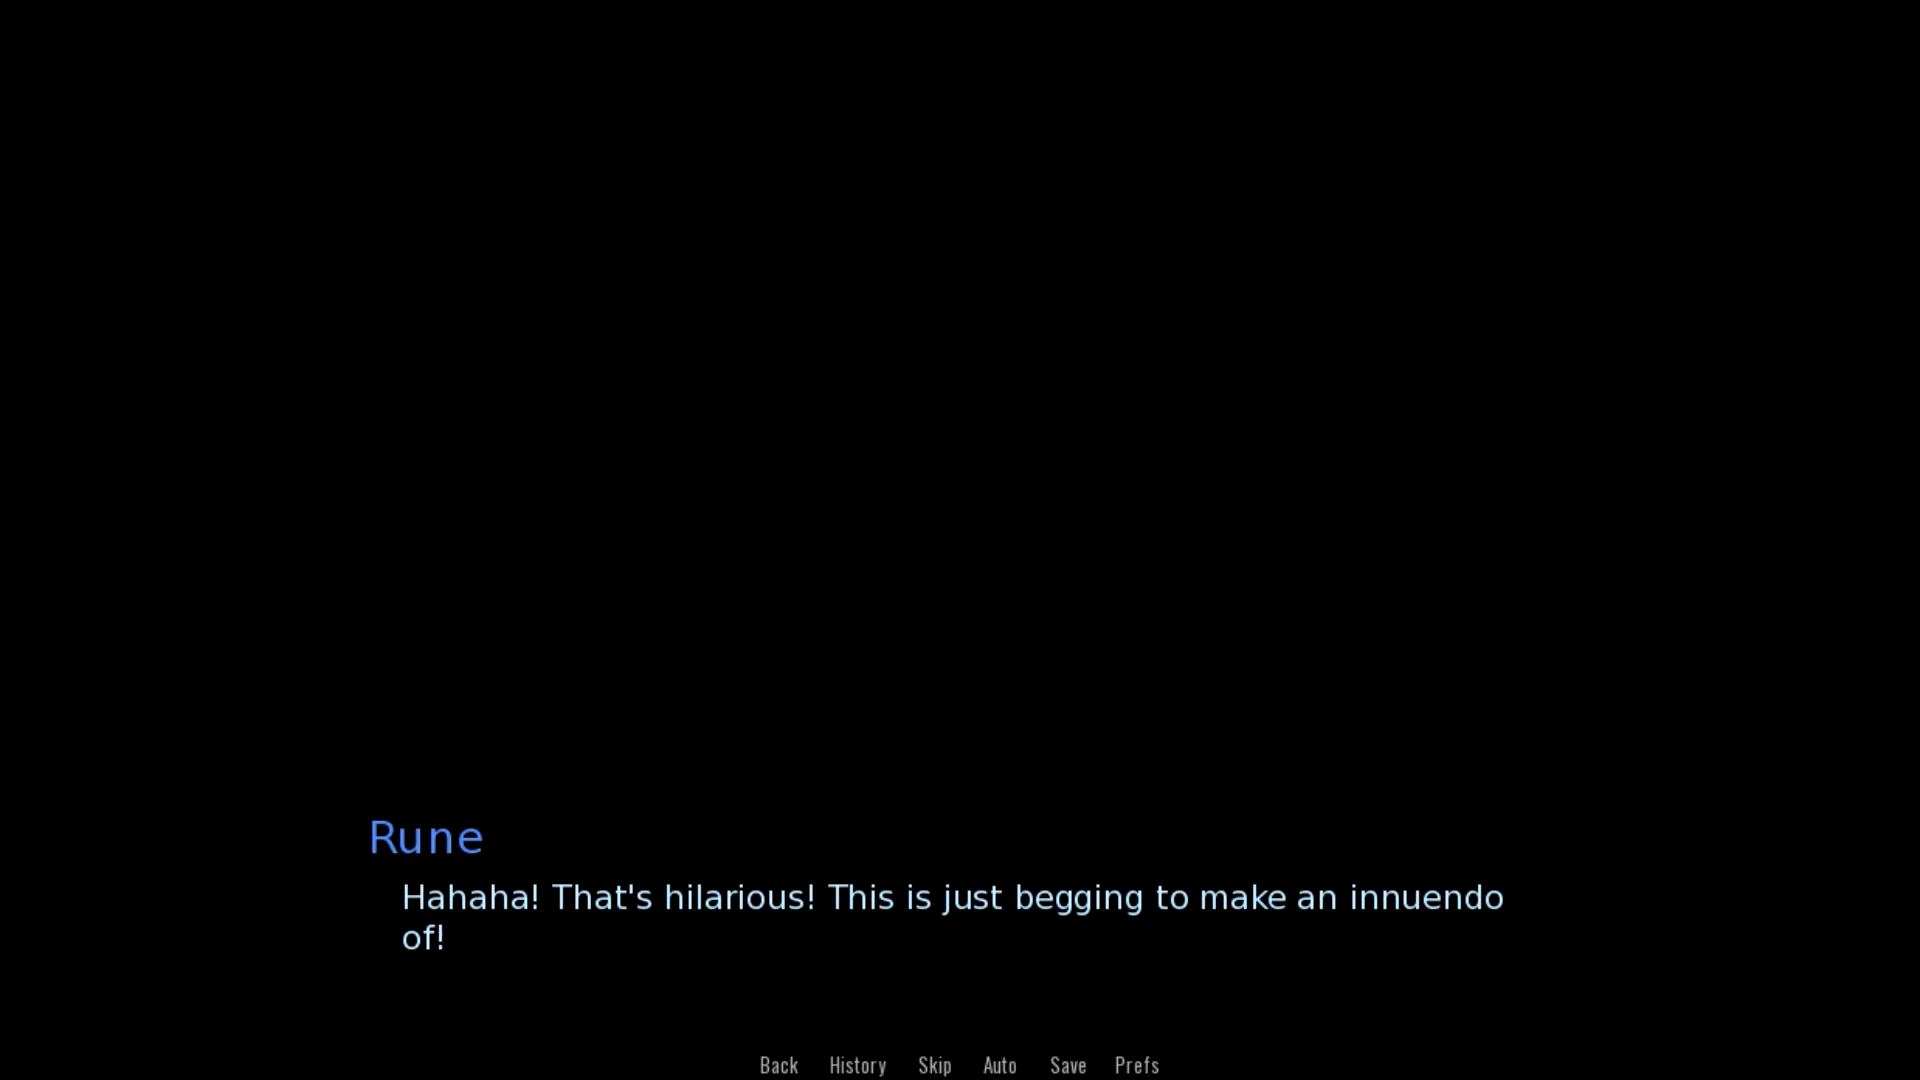 Rune
Hahaha! That's hilarious! This is just begging to make an innuendo
of!
Back History Skip Auto Save Prefs